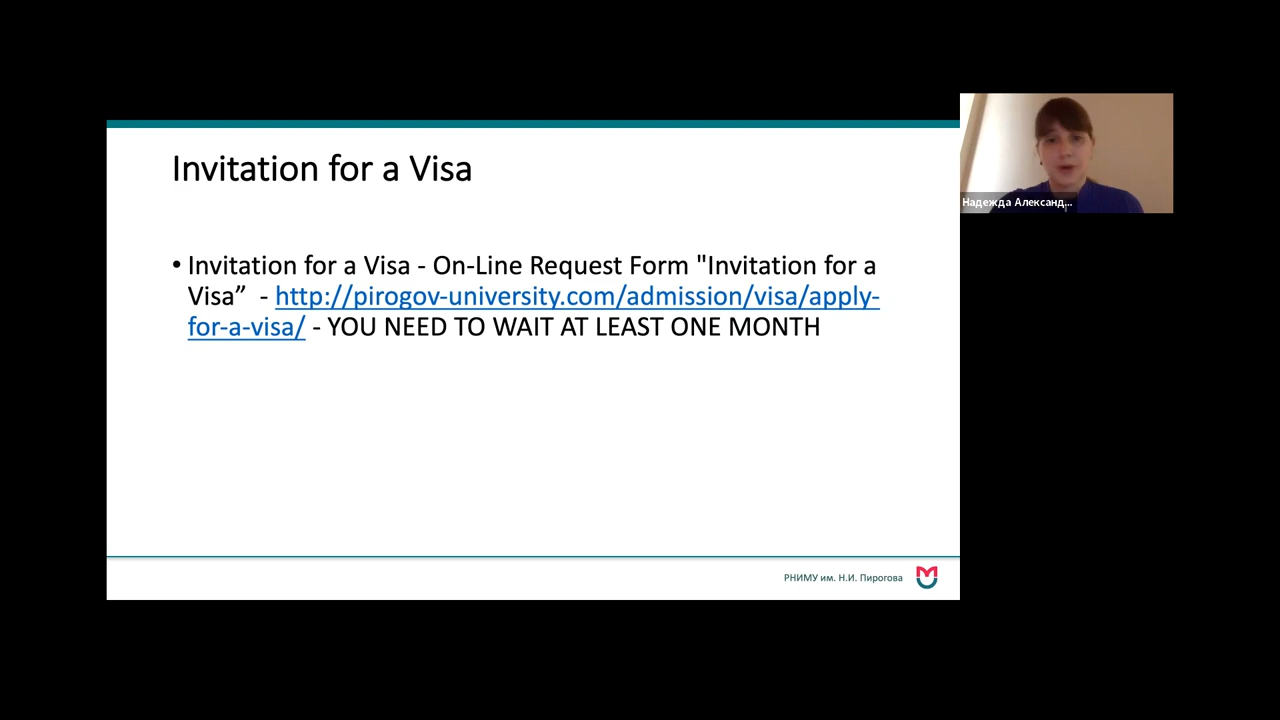 Invitation for a Visa
• Invitation for a Visa - On-Line Request Form "Invitation for a
Visa” - http://pirogov-university.com/admission/visa/apply-
for-a-visa/ - YOU NEED TO WAIT AT LEAST ONE MONTH
Надежда Александ...
РНИМУ им. Н.И. Пирогова